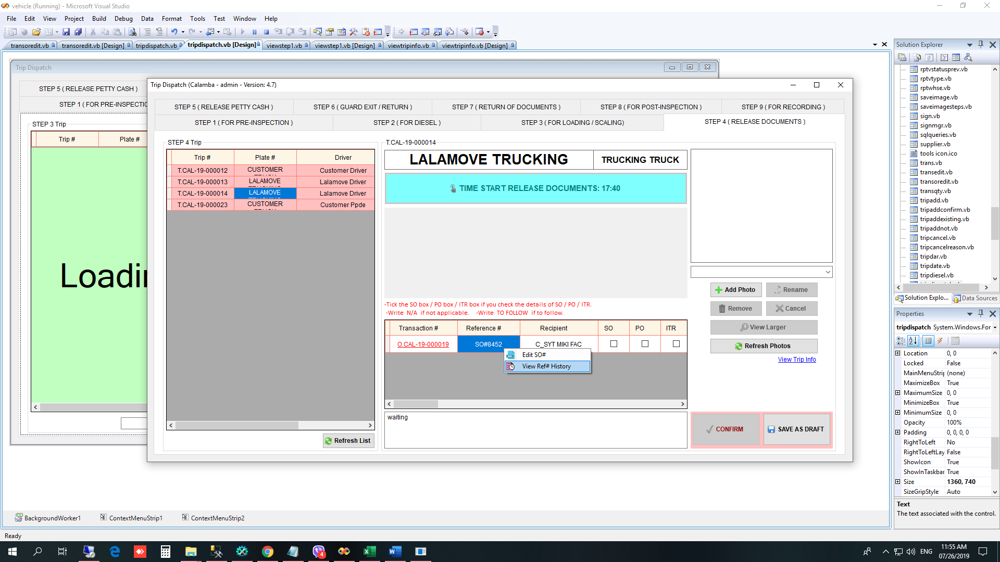 vehicle (Running) - Microsoft Visual Studio
File Edit View Project Build Debug Data Format Tools Test Window Help
transoredit.vb transoredit.vb [Design] tripdispatch.vb tripdispatch.vb [Design] viewstep1.vb viewstep1.vb [Design] viewtripinfo.vb viewtripinfo.vb [Design]
Trip Dispatch
STEP 5 ( RELEASE PETTY CASH )
STEP 1 ( FOR PRE-INSPECTIO
STEP 3 Trip
Trip # Plate #
Loadin
Trip Dispatch (Calamba - admin - Version: 4.7)
STEP 5 ( RELEASE PETTY CASH ) STEP 6 ( GUARD EXIT / RETURN ) STEP 7 ( RETURN OF DOCUMENTS ) STEP 8 ( FOR POST-INSPECTION ) STEP 9 ( FOR RECORDING )
STEP 1 ( FOR PRE-INSPECTION ) STEP 2 ( FOR DIESEL ) STEP 3 ( FOR LOADING / SCALING) STEP 4 ( RELEASE DOCUMENTS )
STEP 4 Trip
Trip # Plate # Driver
T.CAL-19-000012 CUSTOMER Customer Driver
T.CAL-19-000013 LALAMOVE Lalamove Driver
T.CAL-19-000014 LALAMOVE Lalamove Driver
T.CAL-19-000023 CUSTOMER Customer Ppde
Refresh List
T.CAL-19-000014
LALAMOVE TRUCKING TRUCKING TRUCK
TIME START RELEASE DOCUMENTS: 17:40
-Tick the SO box / PO box / ITR box if you check the details of SO / PO / ITR.
-Write N/A if not applicable. -Write TO FOLLOW if to follow.
Transaction # Reference # Recipient SO PO ITR
O.CAL-19-000019 SO#8452 C_SYT MIKI FAC
Edit SO#
View Ref# History
waiting
Add Photo Rename
Remove Cancel
View Larger
Refresh Photos
View Trip Info
CONFIRM SAVE AS DRAFT
BackgroundWorker1 ContextMenuStrip1 ContextMenuStrip2
Solution Explorer
rptvstatusprev.vb
rptvtype.vb
rptwhse.vb
saveimage.vb
saveimagesteps.vb
sign.vb
signmgr.vb
sqlqueries.vb
supplier.vb
tools icon.ico
trans.vb
transedit.vb
transoredit.vb
transqty.vb
tripadd.vb
tripaddconfirm.vb
tripaddexisting.vb
tripaddnot.vb
tripcancel.vb
tripcancelreason.vb
tripdar.vb
tripdate.vb
tripdiesel.vb
Solution Explo... Data Sources
Properties
tripdispatch System.Windows.For
Location 0, 0
Locked False
MainMenuStrip (none)
MaximizeBox True
MaximumSize 0, 0
MinimizeBox True
MinimumSize 0, 0
Opacity 100%
Padding 0, 0, 0, 0
RightToLeft No
RightToLeftLay False
ShowIcon True
ShowInTaskbar True
Size 1360, 740
SizeGripStyle Auto
Text
The text associated with the control.
Ready
4
ENG
11:55 AM
07/26/2019